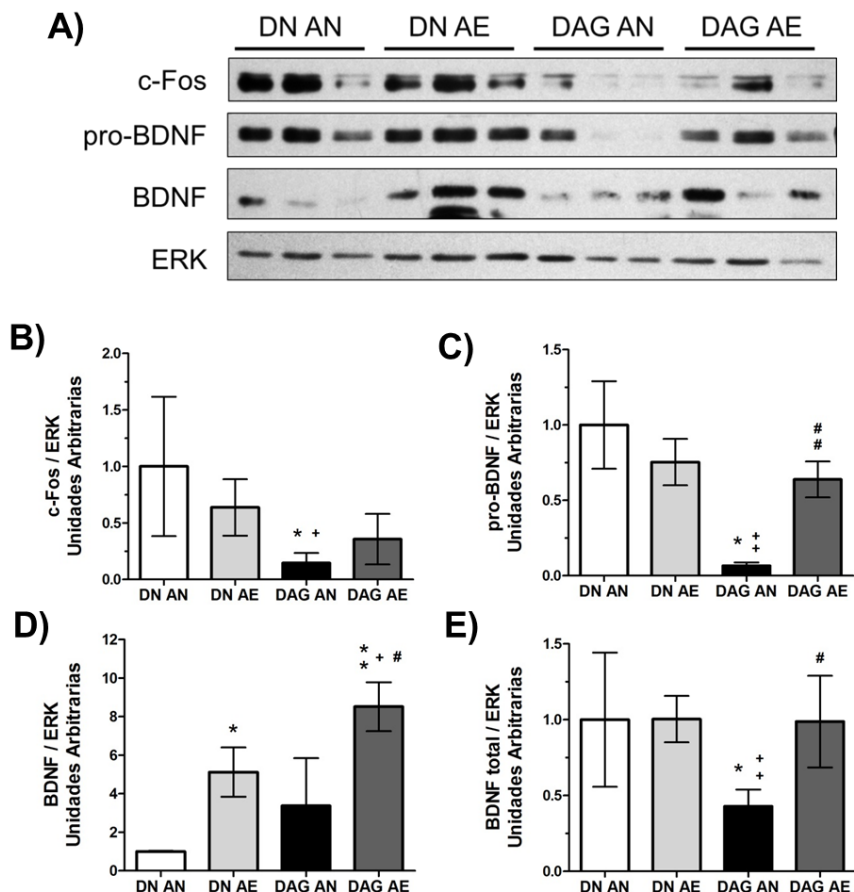 A)
DN AN DN AE DAG AN DAG AE
c-Fos
pro-BDNF
BDNF
ERK
B)
c-Fos / ERK
Unidades Arbitrarias
2.0
1.5
1.0
0.5
0.0
* +
DN AN DN AE DAG AN DAG AE
C)
pro-BDNF / ERK
Unidades Arbitrarias
1.5
1.0
0.5
0.0
* + +
# #
DN AN DN AE DAG AN DAG AE
D)
BDNF / ERK
Unidades Arbitrarias
12
10
8
6
4
2
0
*
* * + #
DN AN DN AE DAG AN DAG AE
E)
BDNF total / ERK
Unidades Arbitrarias
1.5
1.0
0.5
0.0
* + +
#
DN AN DN AE DAG AN DAG AE